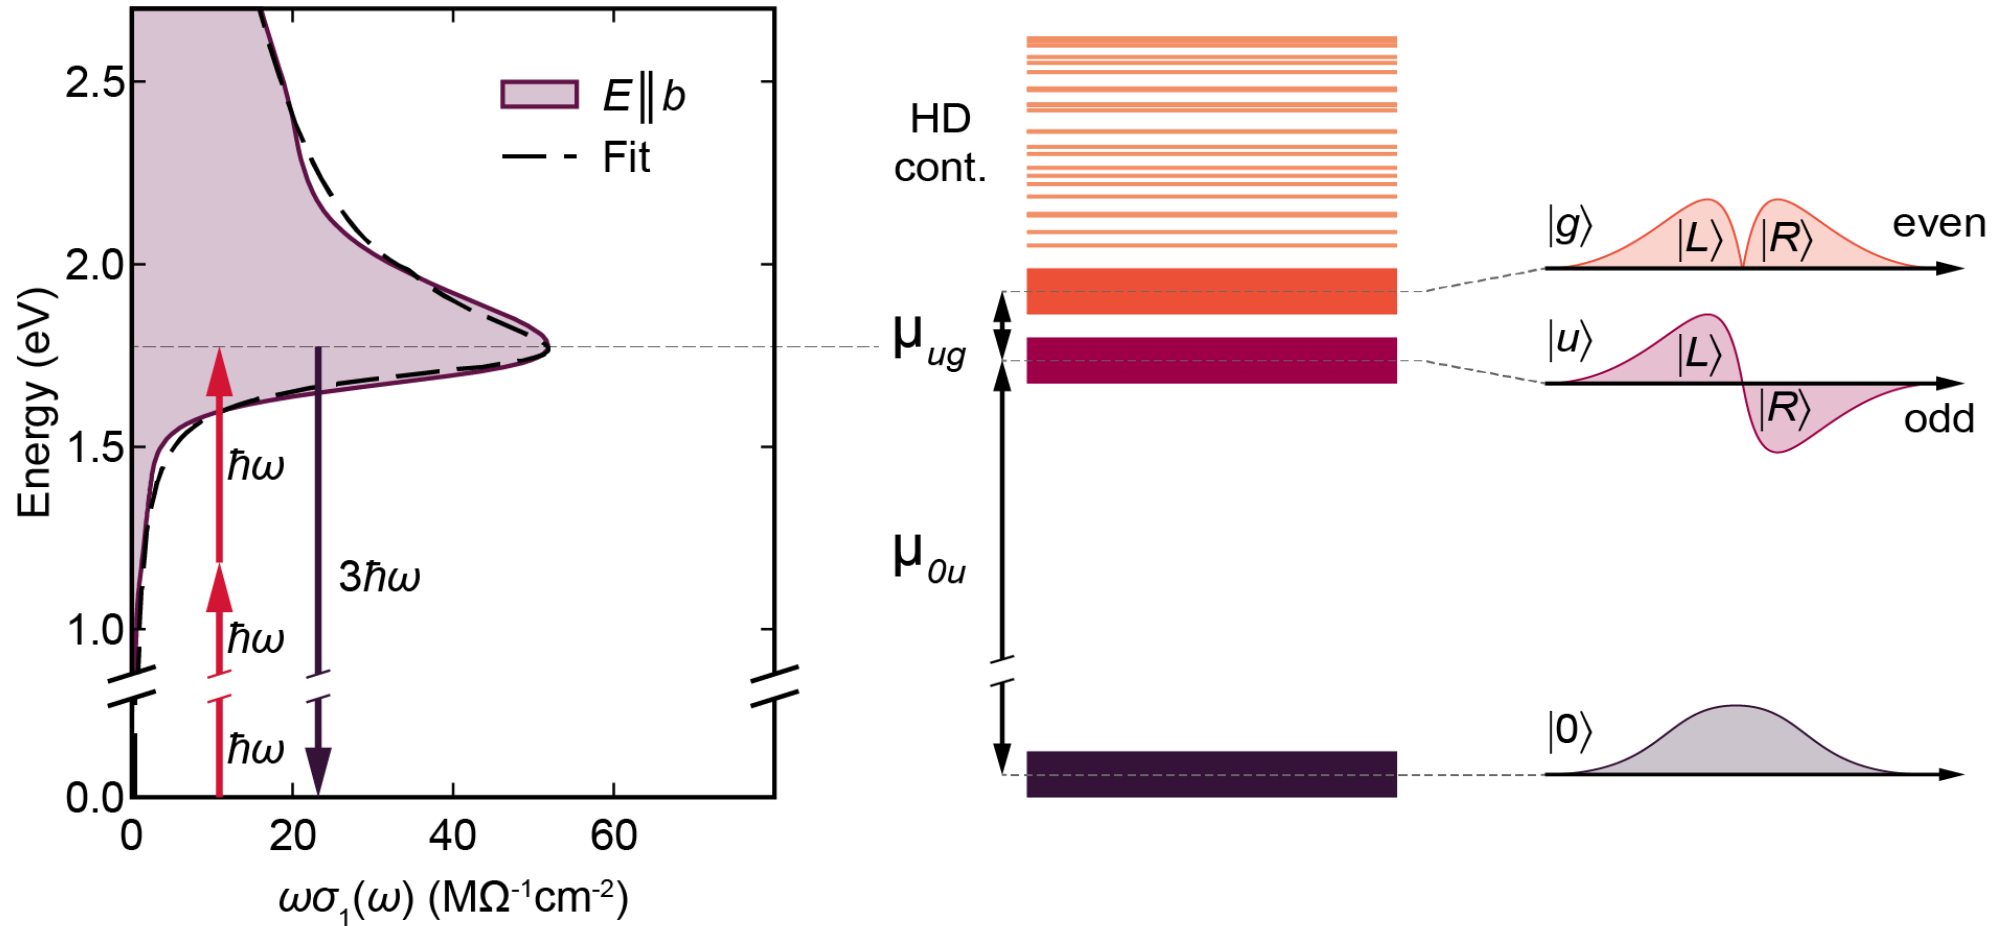 Energy (eV)
2.5
2.0
1.5
1.0
0.0
0
20
40
60
ωσ₁(ω) (MΩ⁻¹cm⁻²)
E∥b
Fit
ħω
ħω
ħω
3ħω
HD
cont.
μug
μ0u
|g⟩
|L⟩
|R⟩
even
|u⟩
|L⟩
|R⟩
odd
|0⟩